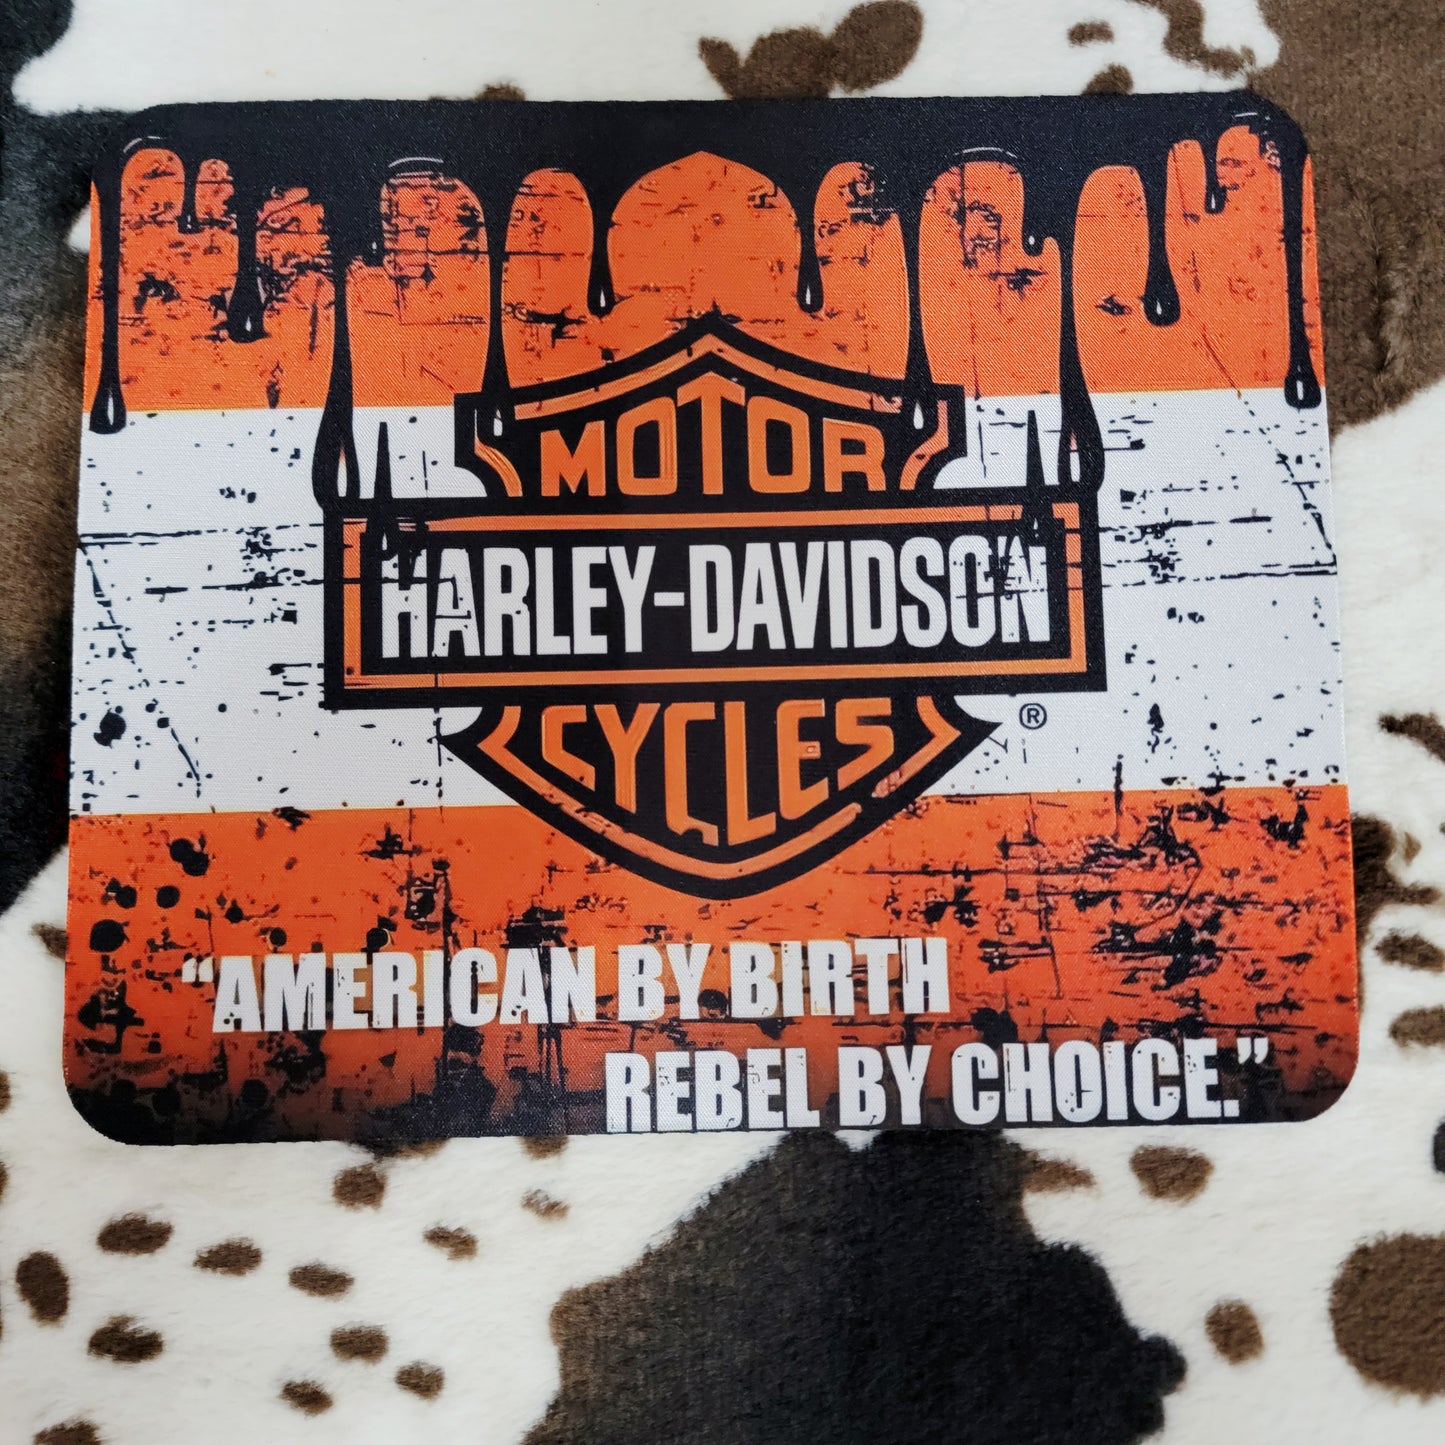 MOTOR
HARLEY-DAVIDSON
CYCLES
®
“AMERICAN BY BIRTH
REBEL BY CHOICE.”